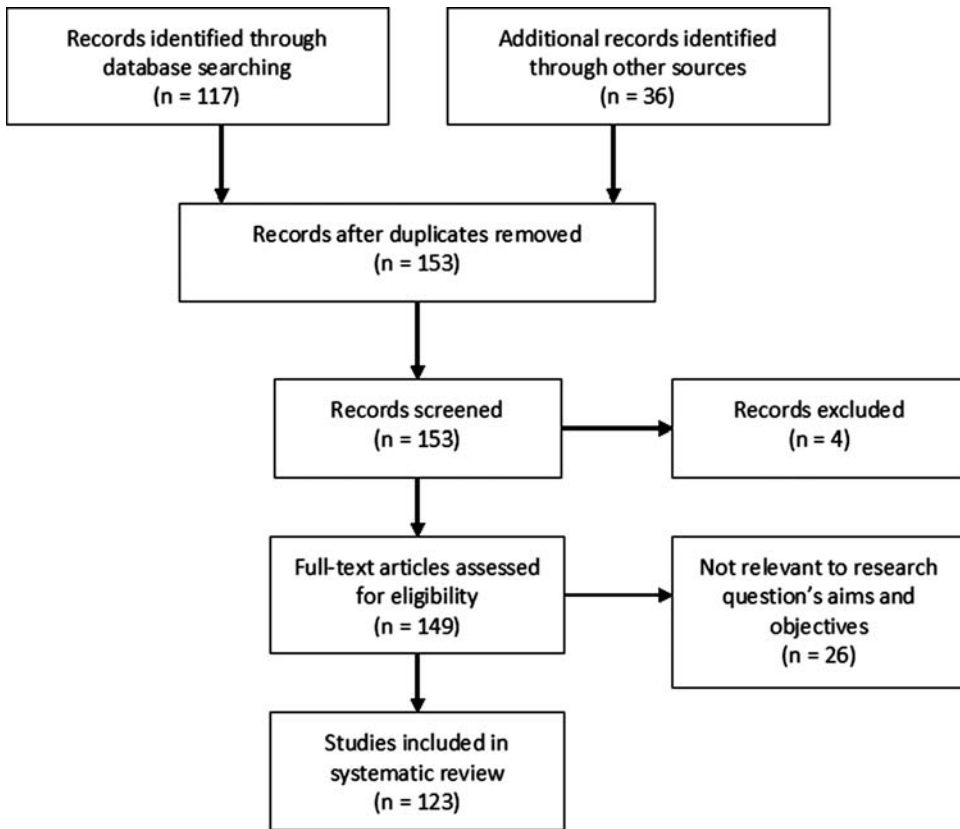 Records identified through
database searching
(n = 117)
Additional records identified
through other sources
(n = 36)
Records after duplicates removed
(n = 153)
Records screened
(n = 153)
Records excluded
(n = 4)
Full-text articles assessed
for eligibility
(n = 149)
Not relevant to research
question’s aims and
objectives
(n = 26)
Studies included in
systematic review
(n = 123)